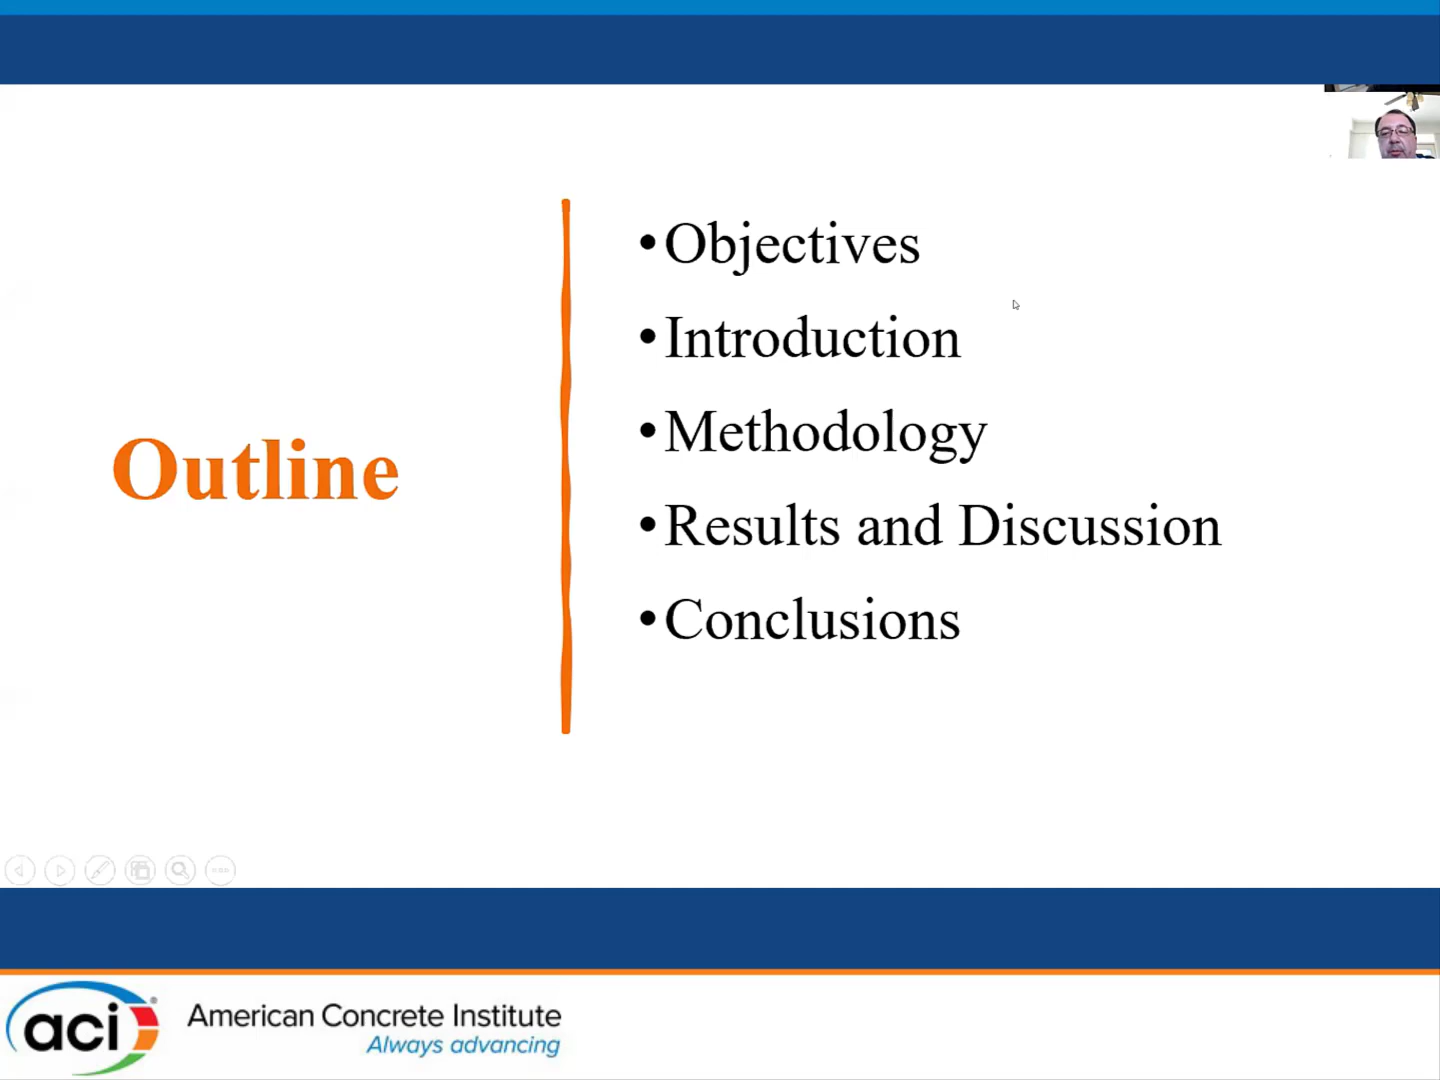 Outline
•Objectives
•Introduction
•Methodology
•Results and Discussion
•Conclusions
aci®
American Concrete Institute
Always advancing